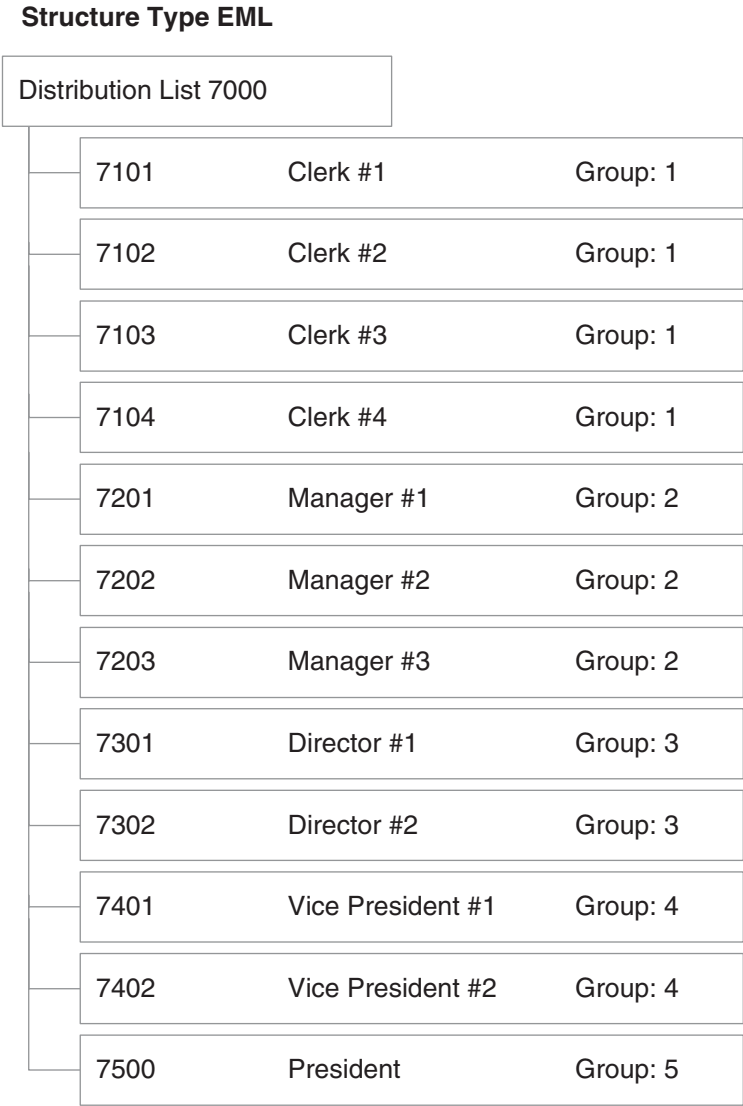 Structure Type EML
Distribution List 7000
7101 Clerk #1 Group: 1
7102 Clerk #2 Group: 1
7103 Clerk #3 Group: 1
7104 Clerk #4 Group: 1
7201 Manager #1 Group: 2
7202 Manager #2 Group: 2
7203 Manager #3 Group: 2
7301 Director #1 Group: 3
7302 Director #2 Group: 3
7401 Vice President #1 Group: 4
7402 Vice President #2 Group: 4
7500 President Group: 5